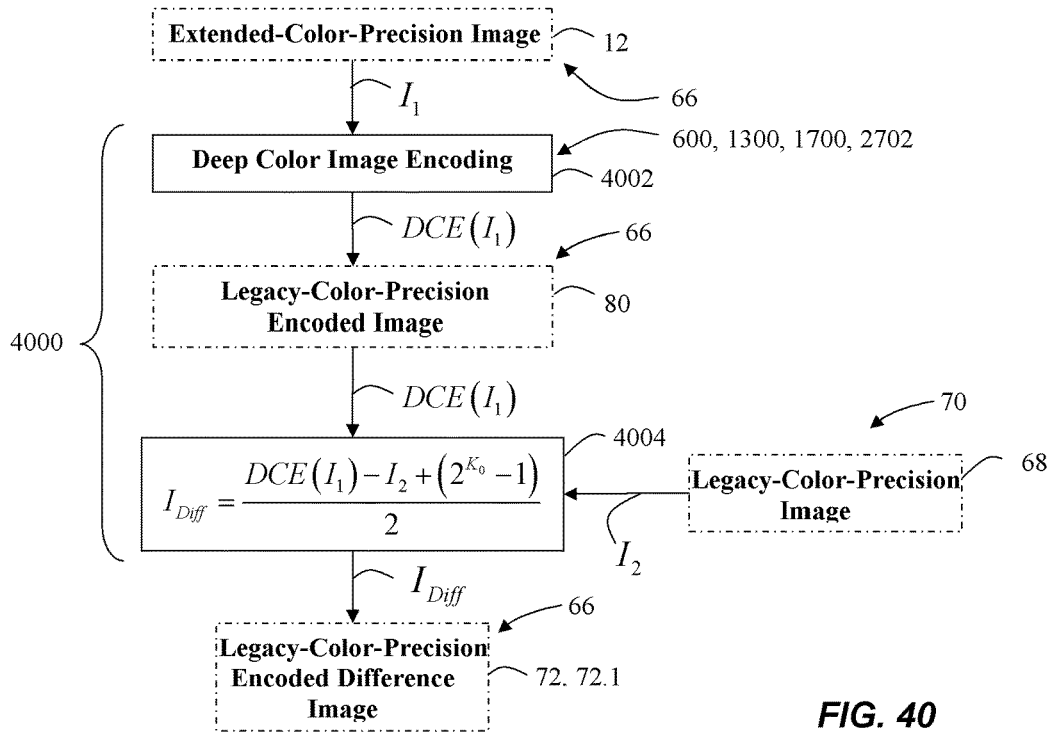 Extended-Color-Precision Image
12
66
I₁
600, 1300, 1700, 2702
Deep Color Image Encoding
4002
DCE(I₁)
66
Legacy-Color-Precision
Encoded Image
80
4000
DCE(I₁)
70
4004
I_Diff = (DCE(I₁) − I₂ + (2^{K₀} − 1)) / 2
Legacy-Color-Precision
Image
68
I₂
I_Diff
66
Legacy-Color-Precision
Encoded Difference
Image
72, 72.1
FIG. 40